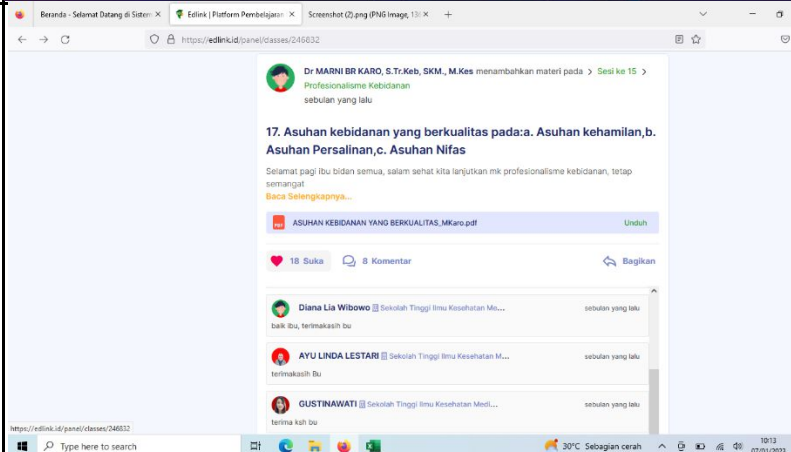 Beranda - Selamat Datang di Sistem
Edlink | Platform Pembelajaran
Screenshot (2).png (PNG Image, 13
https://edlink.id/panel/classes/246832
Dr MARNI BR KARO, S.Tr.Keb, SKM., M.Kes menambahkan materi pada > Sesi ke 15 >
Profesionalisme Kebidanan
sebulan yang lalu
17. Asuhan kebidanan yang berkualitas pada:a. Asuhan kehamilan,b.
Asuhan Persalinan,c. Asuhan Nifas
Selamat pagi ibu bidan semua, salam sehat kita lanjutkan mk profesionalisme kebidanan, tetap
semangat
Baca Selengkapnya...
PDF ASUHAN KEBIDANAN YANG BERKUALITAS_MKaro.pdf Unduh
18 Suka 8 Komentar Bagikan
Diana Lia Wibowo Sekolah Tinggi Ilmu Kesehatan Me... sebulan yang lalu
baik ibu, terimakasih bu
AYU LINDA LESTARI Sekolah Tinggi Ilmu Kesehatan M... sebulan yang lalu
terimakasih Bu
GUSTINAWATI Sekolah Tinggi Ilmu Kesehatan Medi... sebulan yang lalu
terima ksh bu
https://edlink.id/panel/classes/246832
Type here to search
30°C Sebagian cerah
10:13
07/01/2023